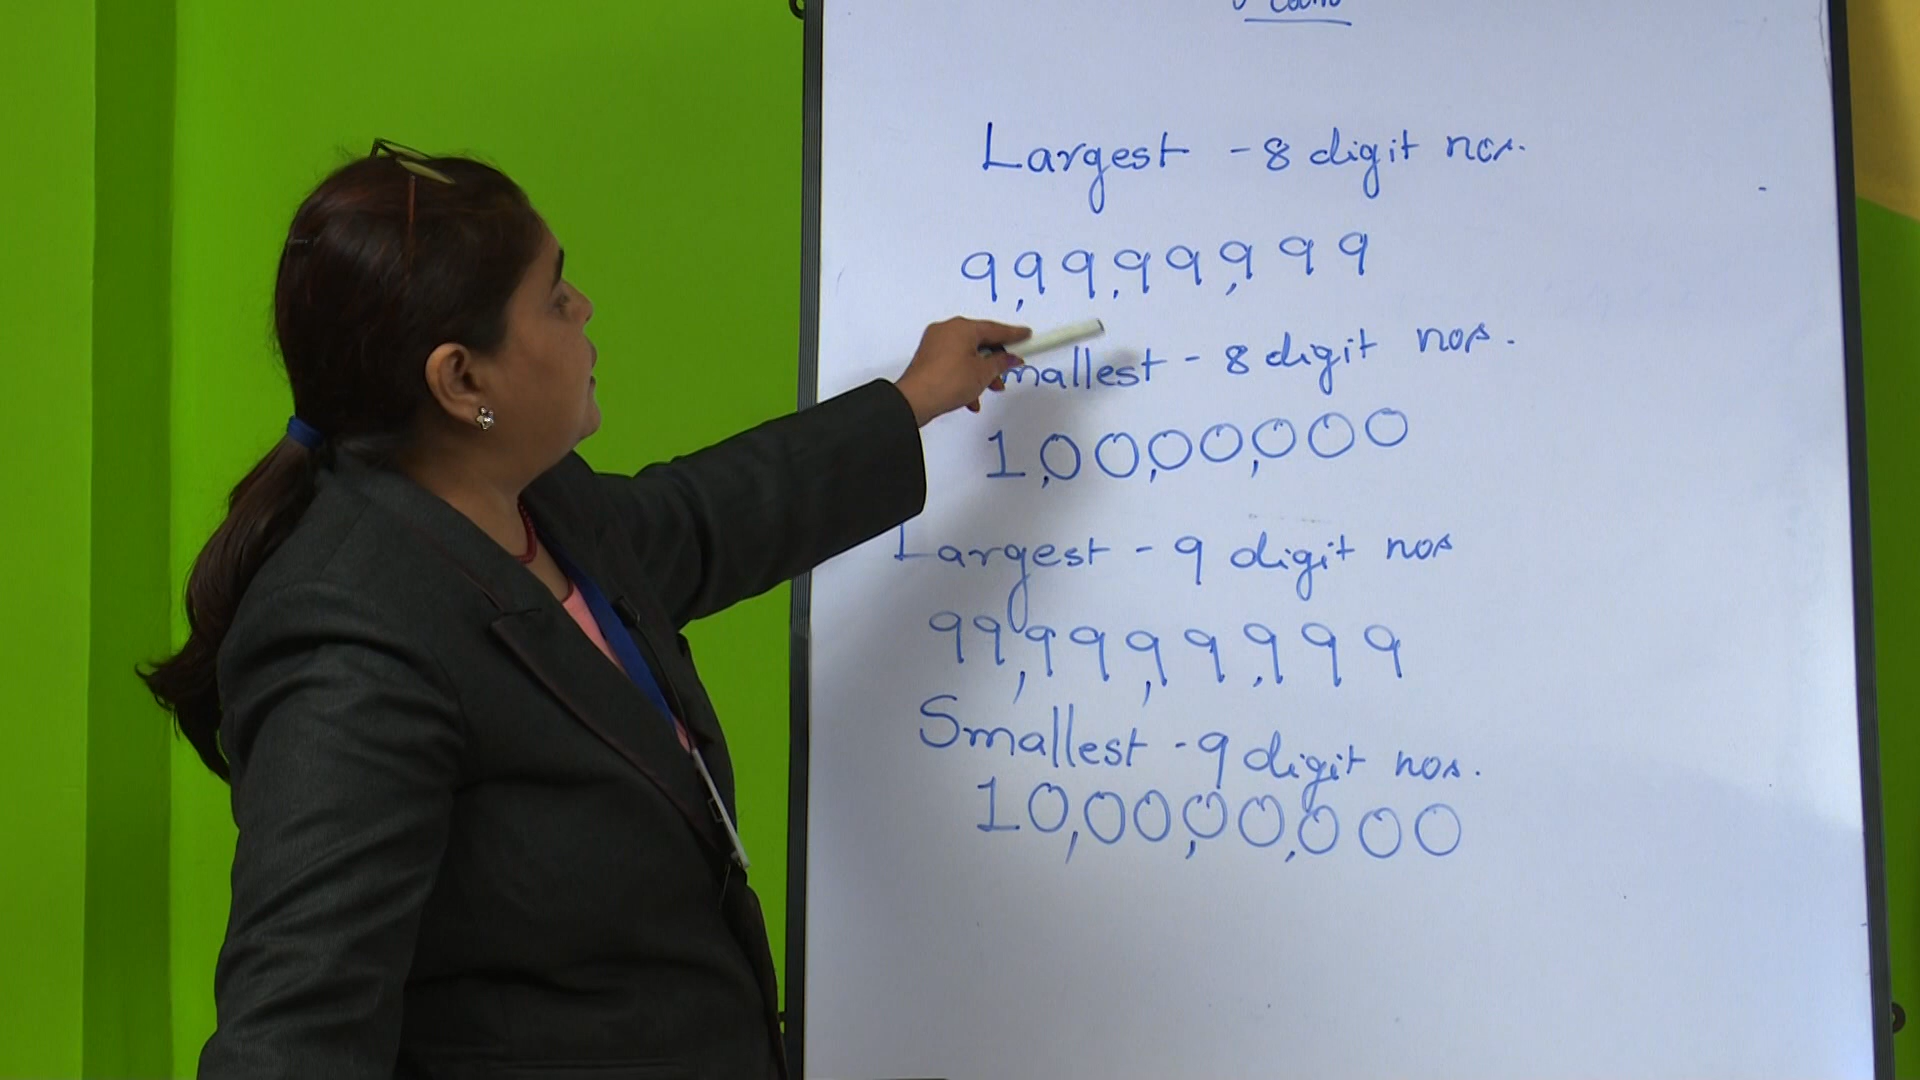 Largest - 8 digit nos.
9,99,99,999
mallest - 8 digit nos.
1,00,00,000
Largest - 9 digit nos
99,99,99,999
Smallest - 9 digit nos.
10,00,00,000